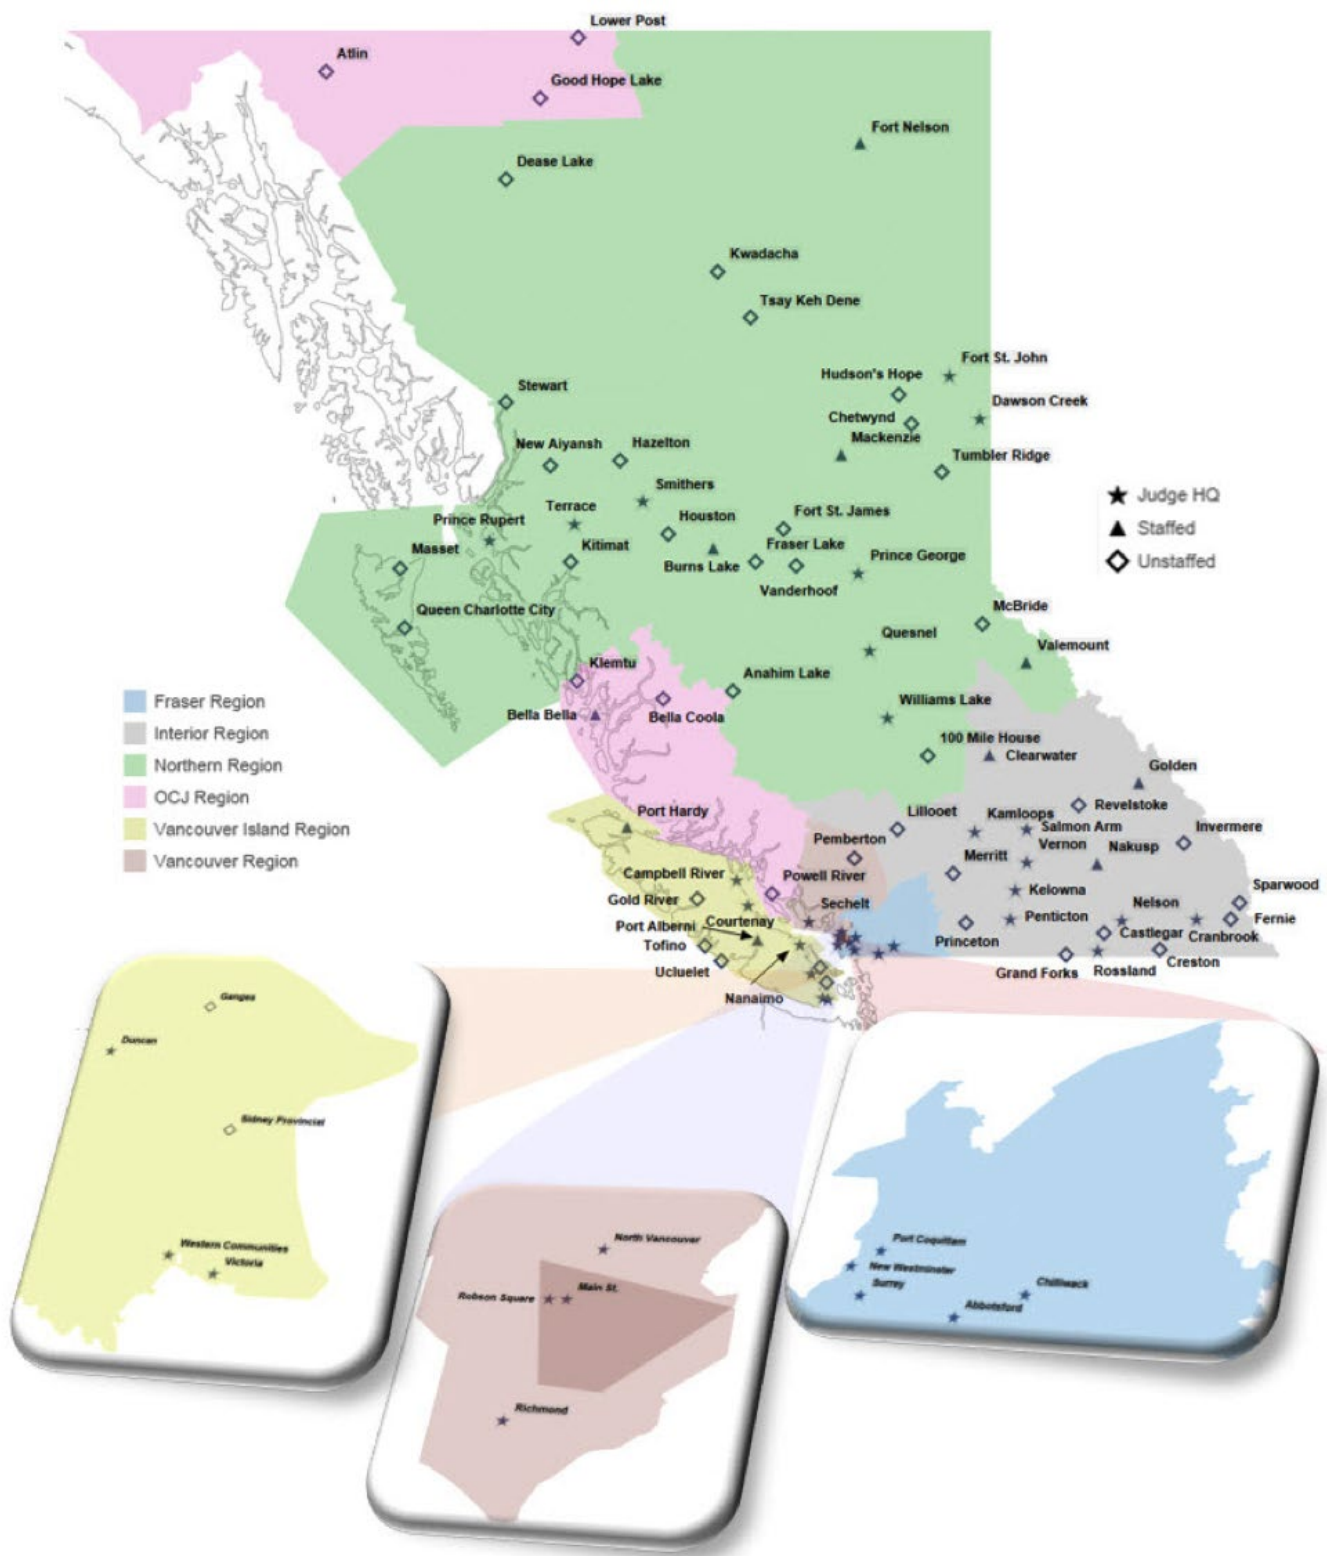 Lower Post
Atlin
Good Hope Lake
Fort Nelson
Dease Lake
Kwadacha
Tsay Keh Dene
Fort St. John
Hudson's Hope
Stewart
Dawson Creek
Chetwynd
New Aiyansh
Hazelton
Mackenzie
Tumbler Ridge
Smithers
Judge HQ
Terrace
Fort St. James
Prince Rupert
Houston
Staffed
Masset
Kitimat
Fraser Lake
Prince George
Unstaffed
Burns Lake
Vanderhoof
Queen Charlotte City
McBride
Quesnel
Valemount
Klemtu
Anahim Lake
Fraser Region
Williams Lake
Bella Bella
Bella Coola
Interior Region
100 Mile House
Clearwater
Northern Region
Golden
OCJ Region
Port Hardy
Lillooet
Kamloops
Revelstoke
Vancouver Island Region
Salmon Arm
Invermere
Pemberton
Vernon
Nakusp
Merritt
Vancouver Region
Campbell River
Powell River
Kelowna
Sparwood
Gold River
Sechelt
Penticton
Nelson
Fernie
Port Alberni
Courtenay
Castlegar
Cranbrook
Tofino
Princeton
Creston
Ucluelet
Grand Forks
Rossland
Nanaimo
Ganges
Duncan
Sidney Provincial
Western Communities
Victoria
North Vancouver
Main St.
Robson Square
Richmond
Port Coquitlam
New Westminster
Surrey
Chilliwack
Abbotsford